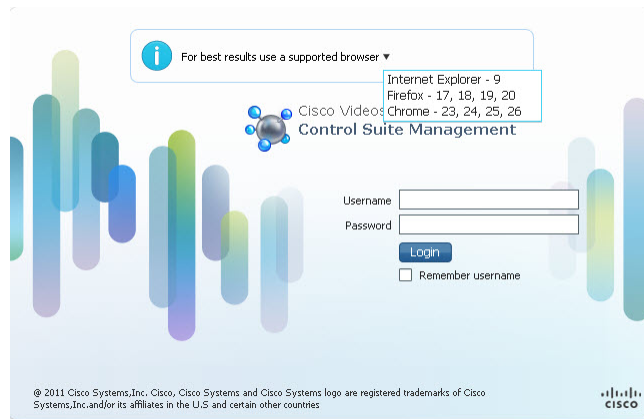 For best results use a supported browser ▼
Internet Explorer - 9
Firefox - 17, 18, 19, 20
Chrome - 23, 24, 25, 26
Cisco Videos
Control Suite Management
Username
Password
Login
Remember username
@ 2011 Cisco Systems,Inc. Cisco, Cisco Systems and Cisco Systems logo are registered trademarks of Cisco
Systems,Inc.and/or its affiliates in the U.S and certain other countries
CISCO